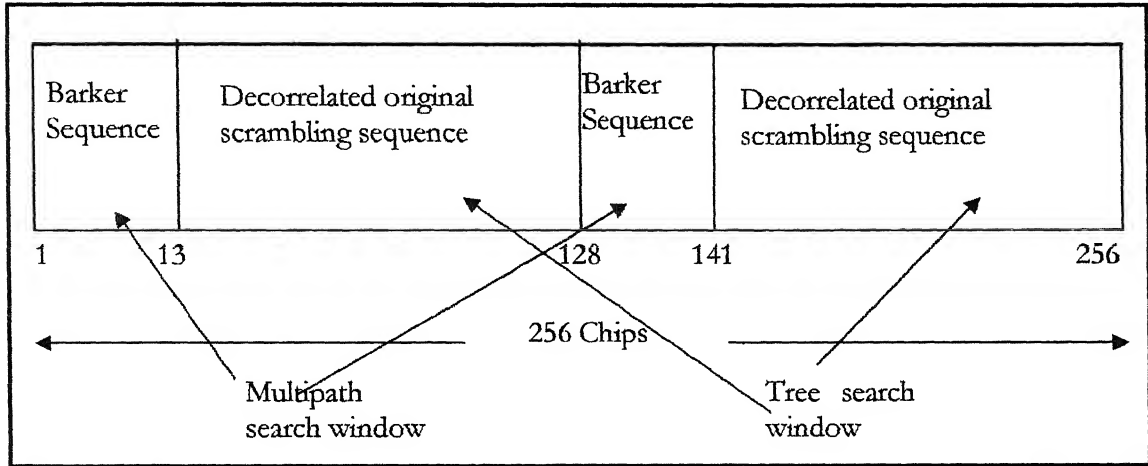 Barker
Sequence
Decorrelated original
scrambling sequence
Barker
Sequence
Decorrelated original
scrambling sequence
1
13
128
141
256
256 Chips
Multipath
search window
Tree search
window